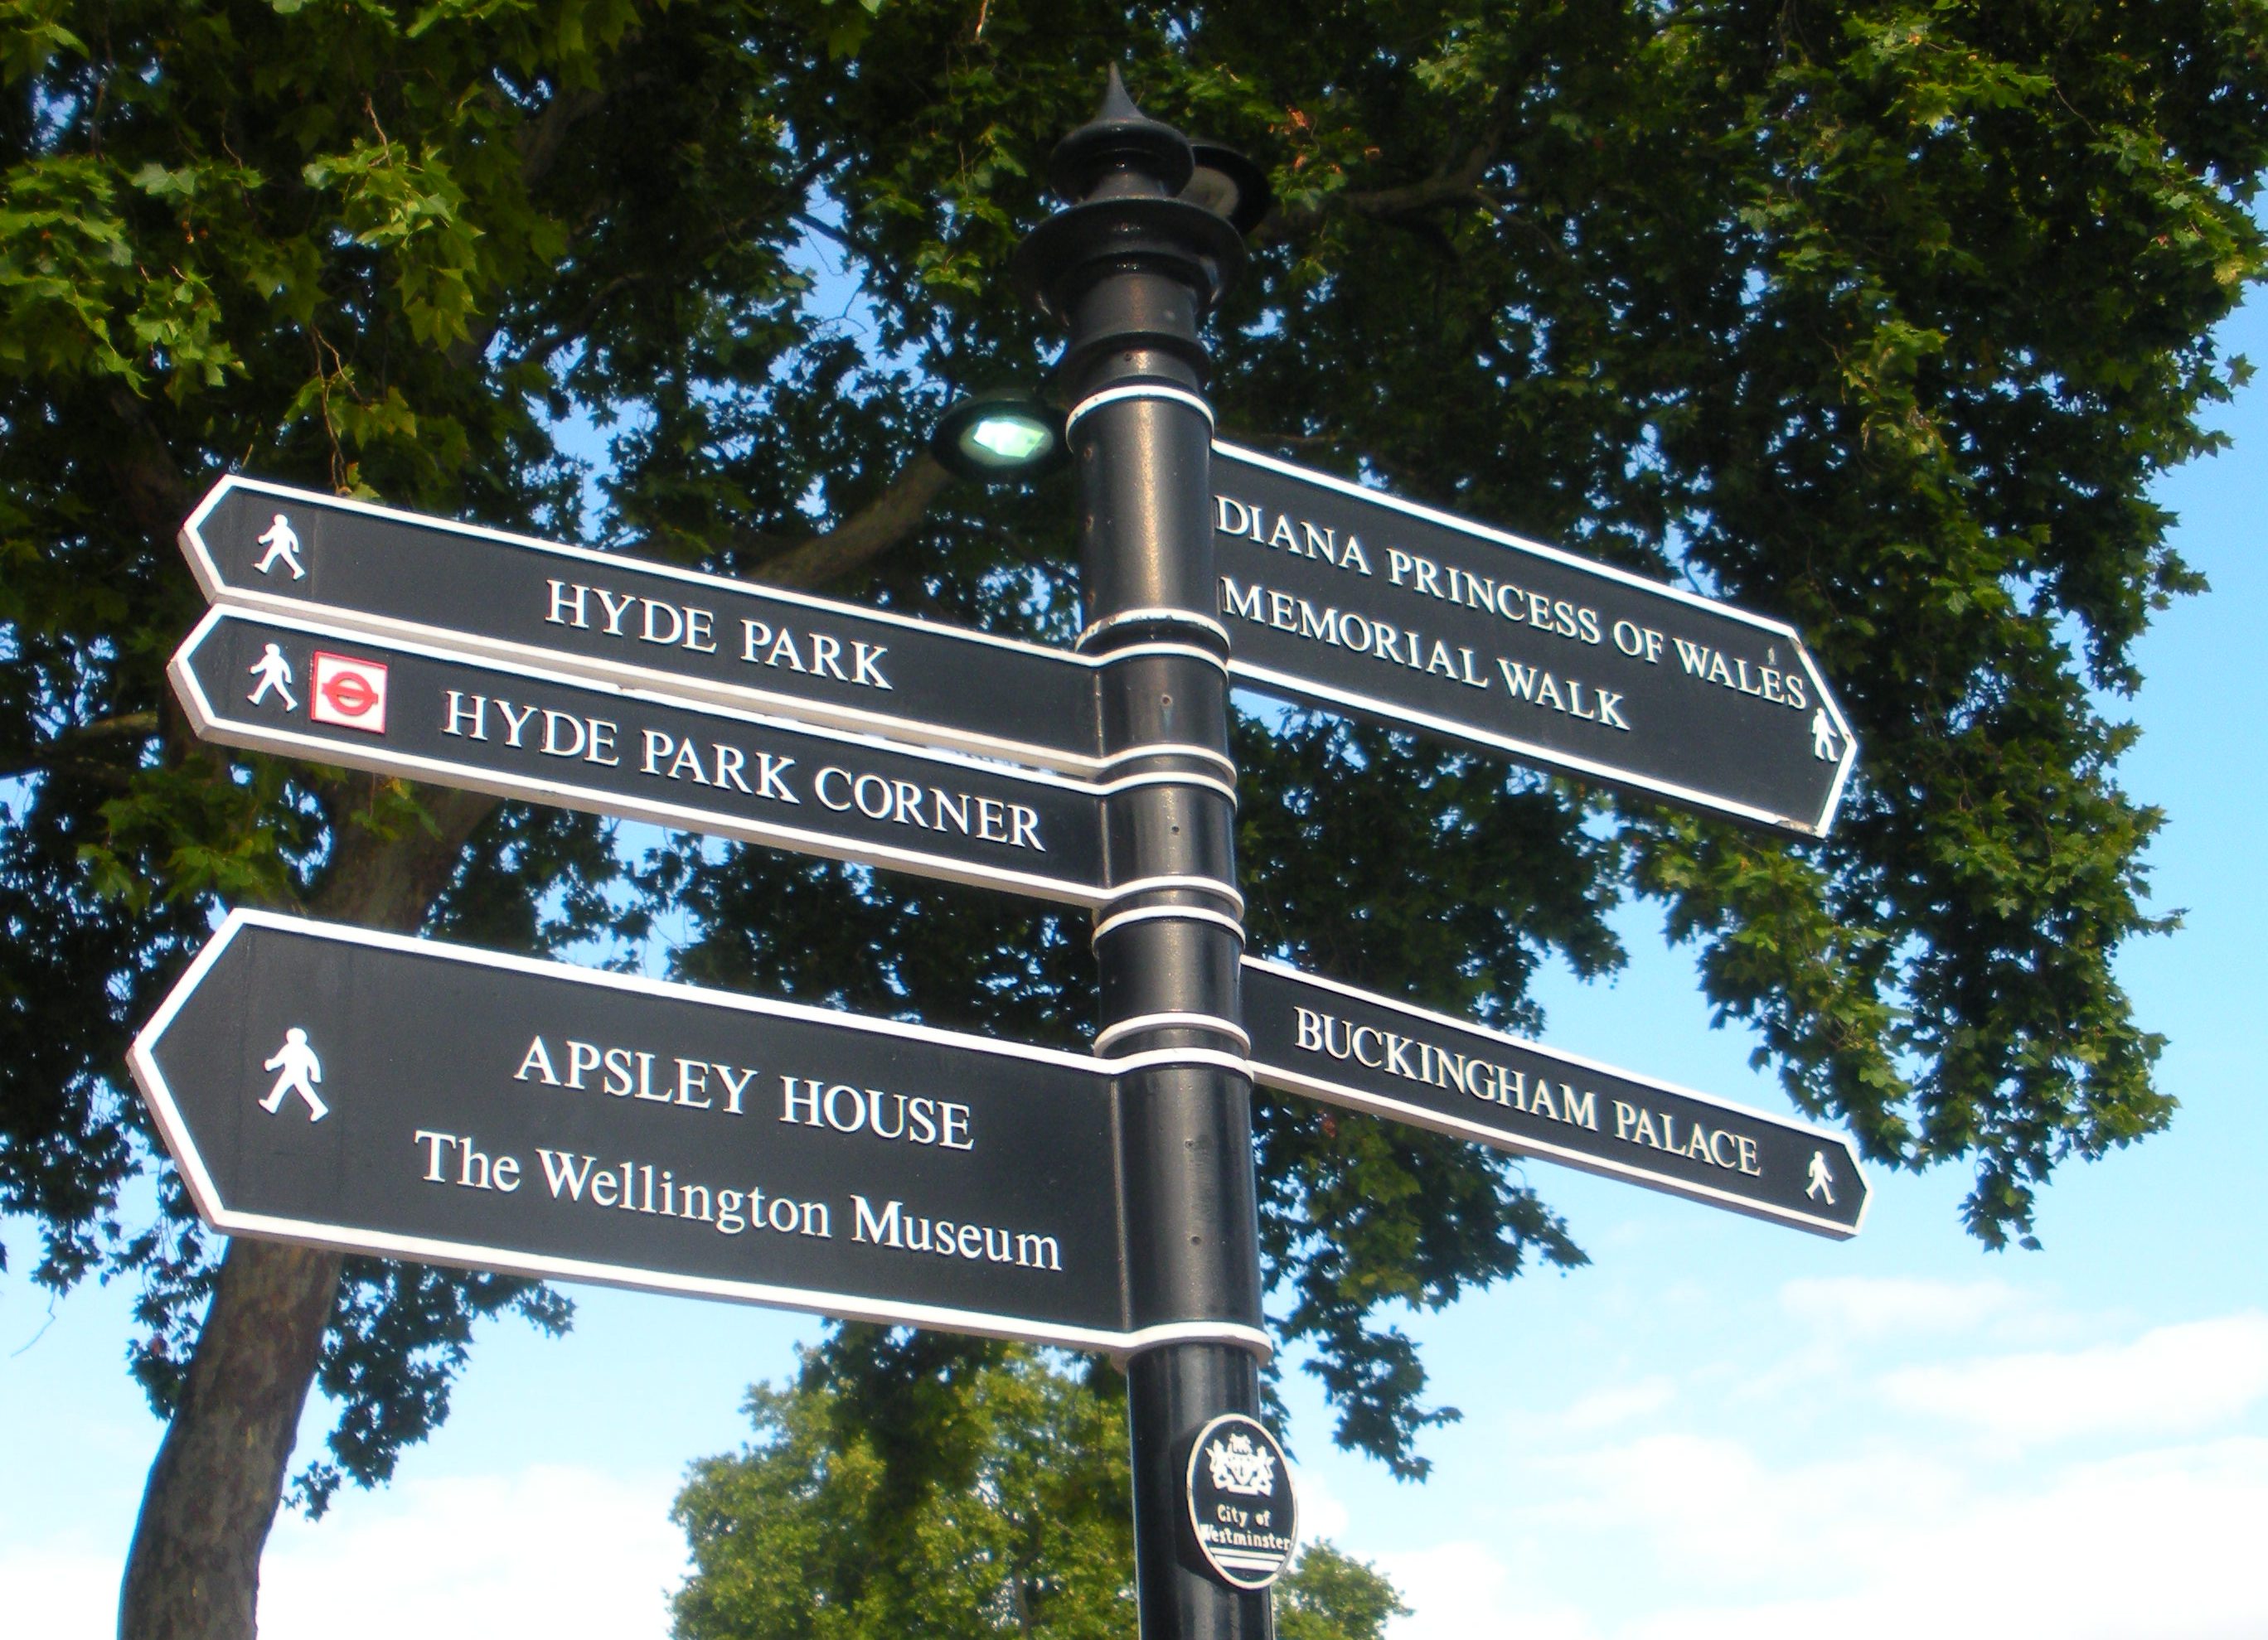 HYDE PARK
HYDE PARK CORNER
APSLEY HOUSE
The Wellington Museum
DIANA PRINCESS OF WALES
MEMORIAL WALK
BUCKINGHAM PALACE
City of
Westminster